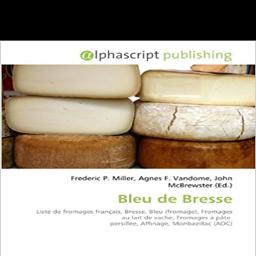 alphascript publishing
Frederic P. Miller, Agnes F. Vandome, John
McBrewster (Ed.)
Bleu de Bresse
Liste de fromages français, Bresse, Bleu (fromage), Fromages
au lait de vache, Fromages à pâte
persillée, Affinage, Monbazillac (AOC)